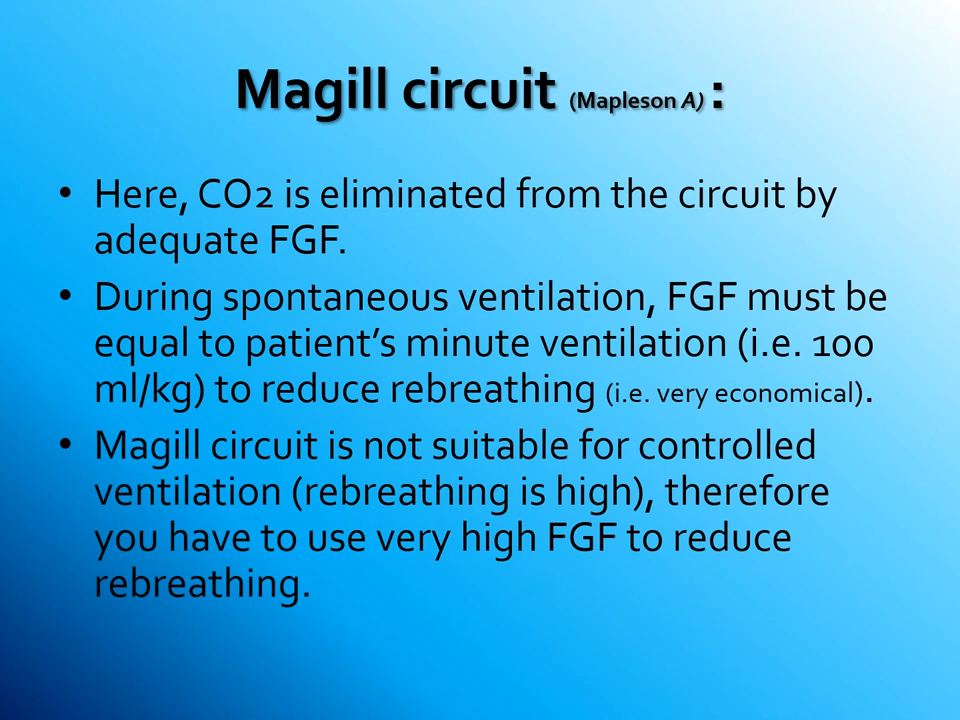 Magill circuit (Mapleson A) :
• Here, CO2 is eliminated from the circuit by
adequate FGF.
• During spontaneous ventilation, FGF must be
equal to patient’s minute ventilation (i.e. 100
ml/kg) to reduce rebreathing (i.e. very economical).
• Magill circuit is not suitable for controlled
ventilation (rebreathing is high), therefore
you have to use very high FGF to reduce
rebreathing.